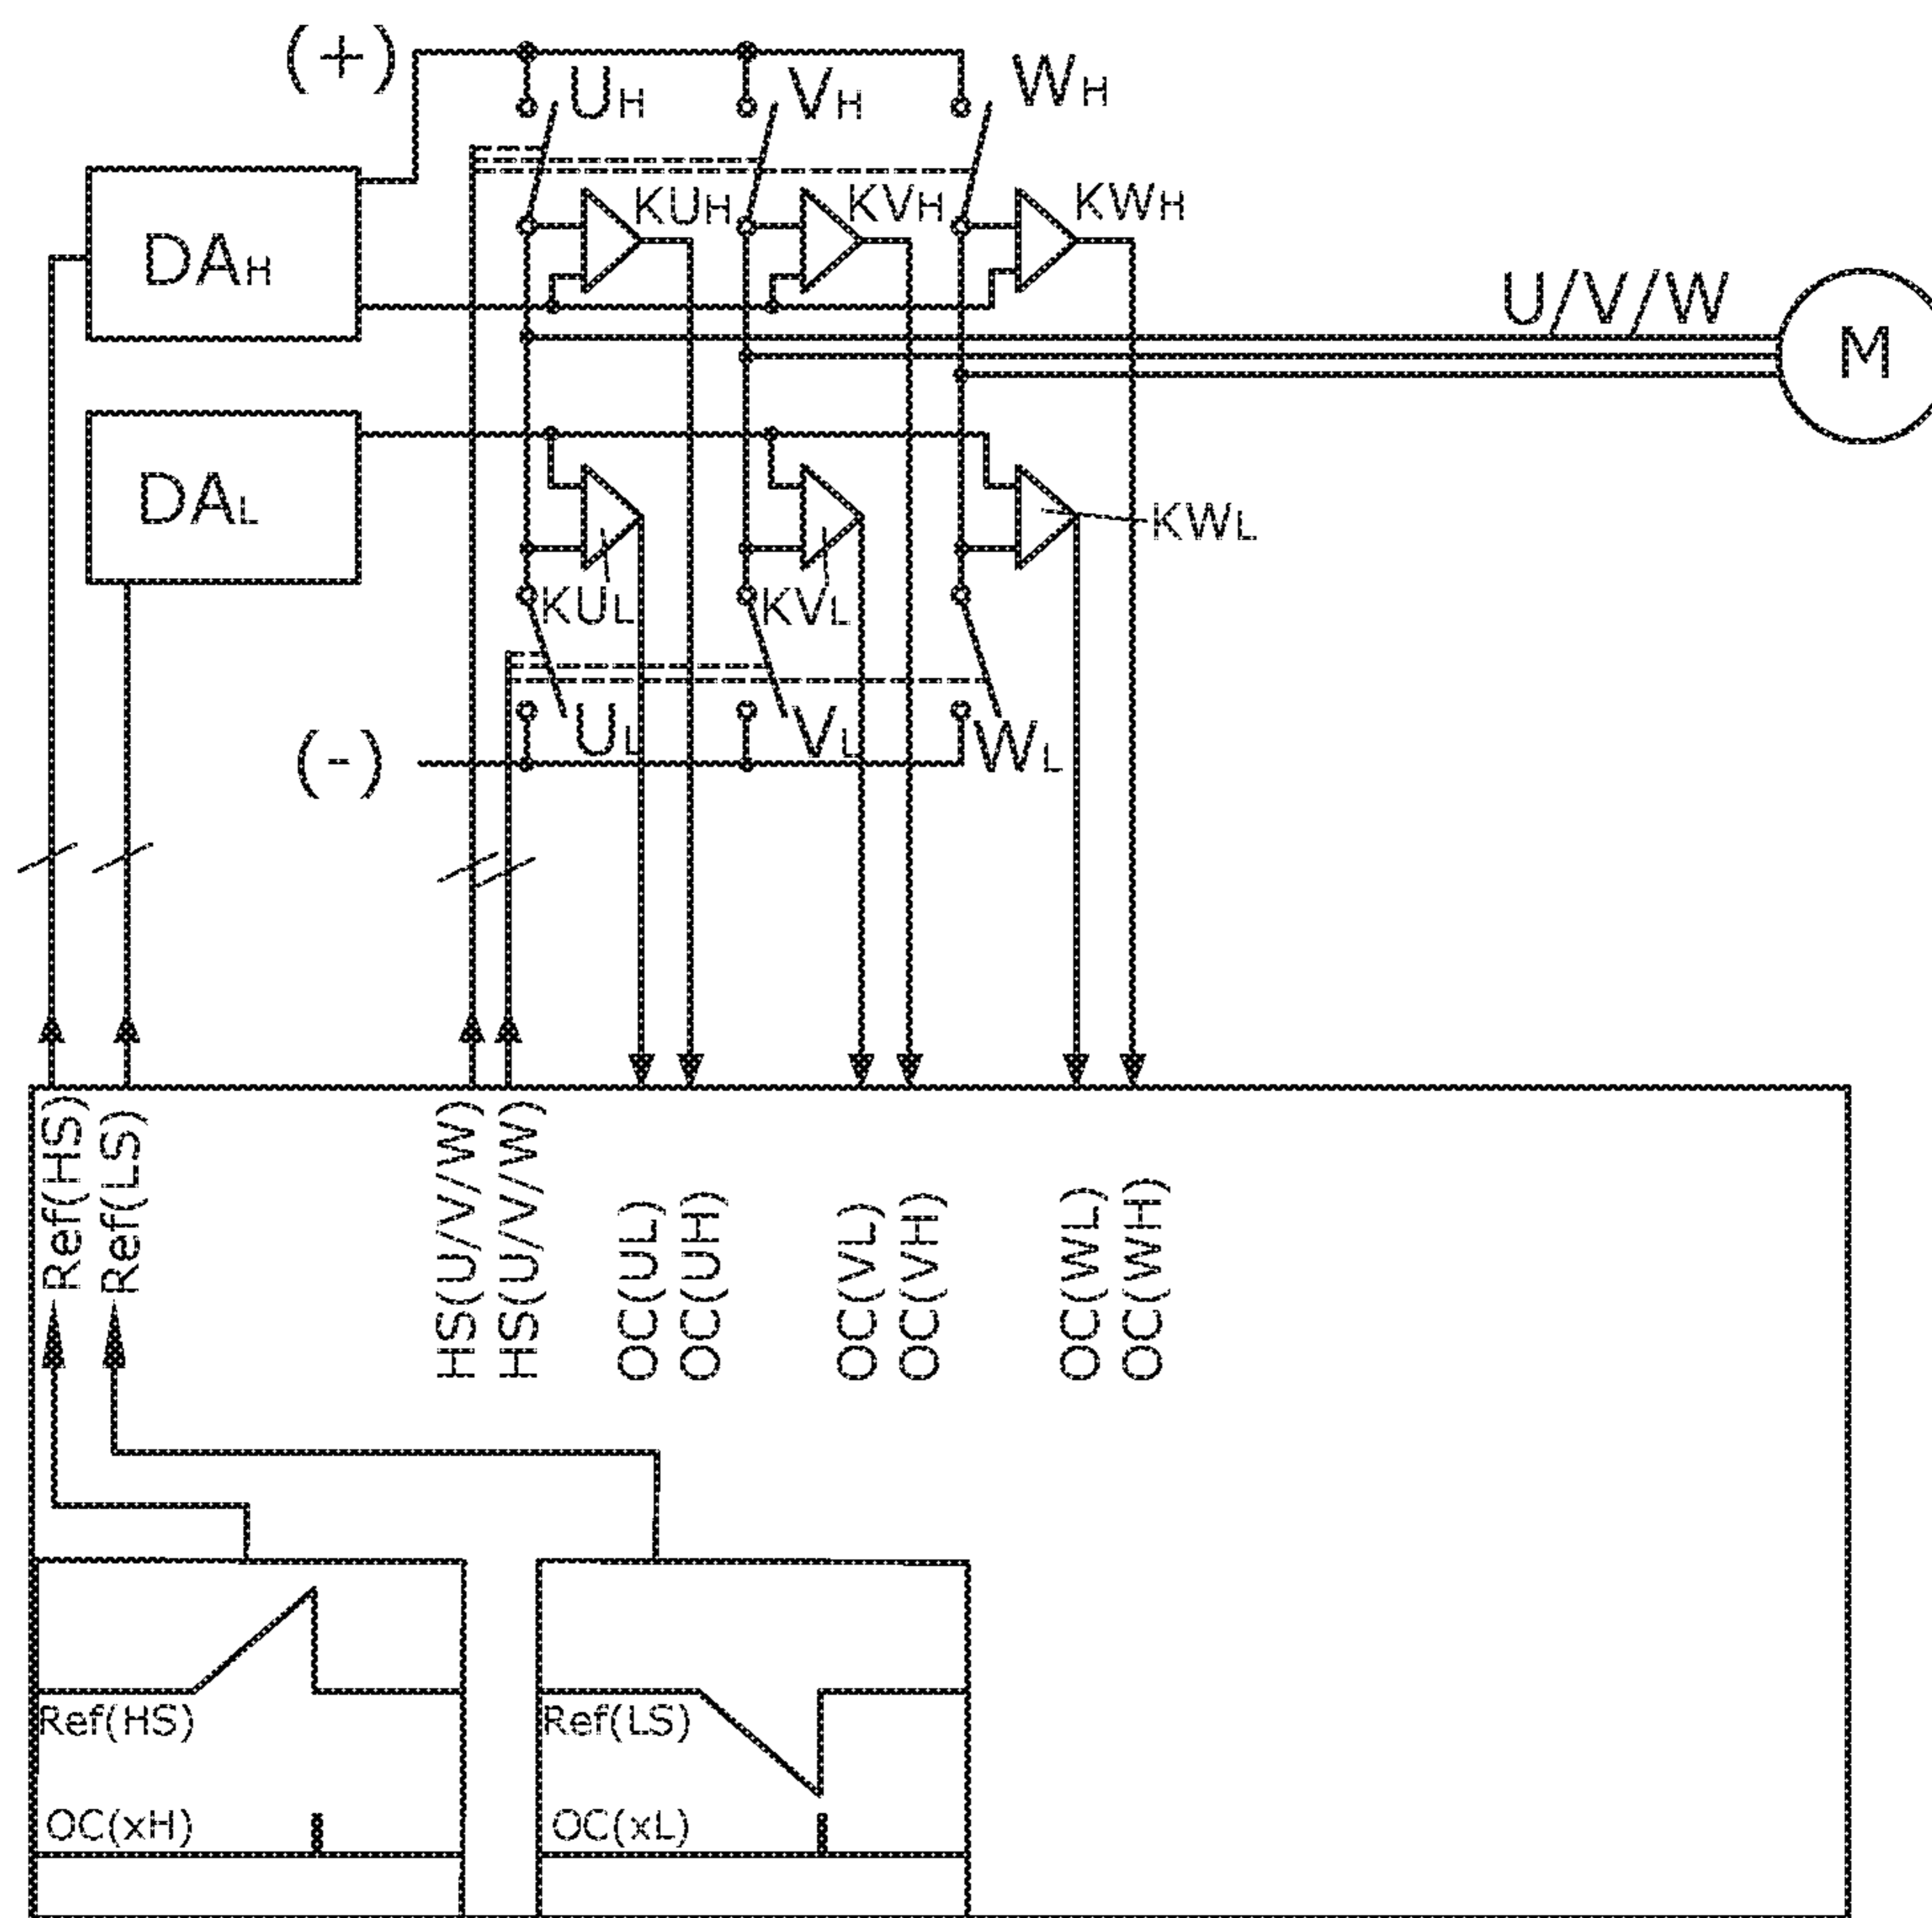 (+)
UH
VH
WH
KUH
KVH
KWH
DAH
U/V/W
M
DAL
KWL
KUL
KVL
UL
VL
WL
(-)
Ref(HS)
Ref(LS)
HS(U/V/W)
HS(U/V/W)
OC(UL)
OC(UH)
OC(VL)
OC(VH)
OC(WL)
OC(WH)
Ref(HS)
Ref(LS)
OC(xH)
OC(xL)